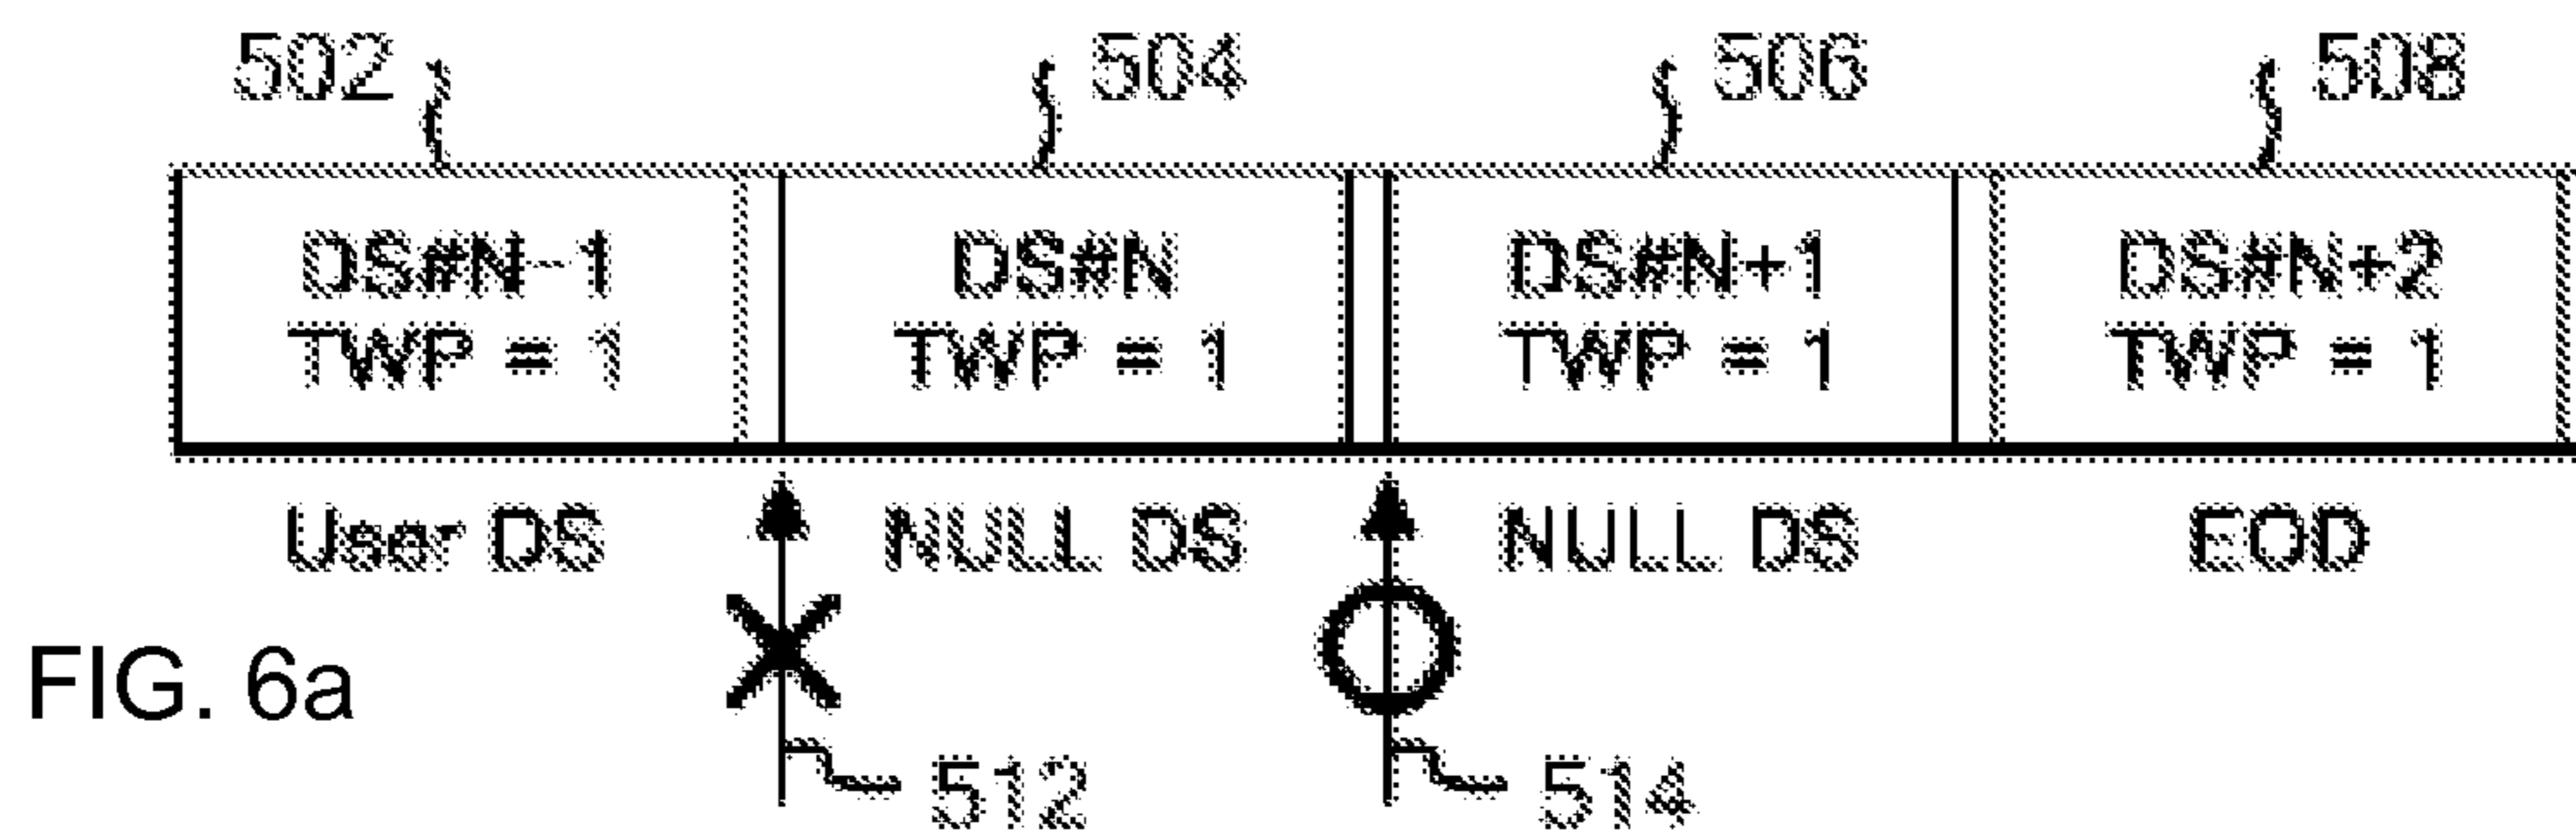 502 504 506 508
DS#N-1 DS#N DS#N+1 DS#N+2
TWP = 1 TWP = 1 TWP = 1 TWP = 1
User DS NULL DS NULL DS EOD
FIG. 6a
512 514